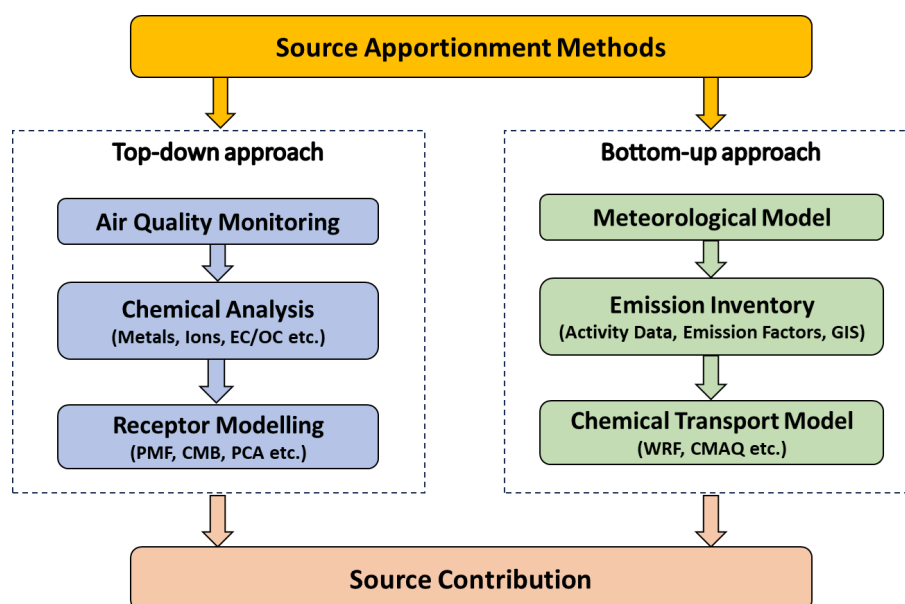 Source Apportionment Methods
Top-down approach
Air Quality Monitoring
Chemical Analysis
(Metals, Ions, EC/OC etc.)
Receptor Modelling
(PMF, CMB, PCA etc.)
Bottom-up approach
Meteorological Model
Emission Inventory
(Activity Data, Emission Factors, GIS)
Chemical Transport Model
(WRF, CMAQ etc.)
Source Contribution